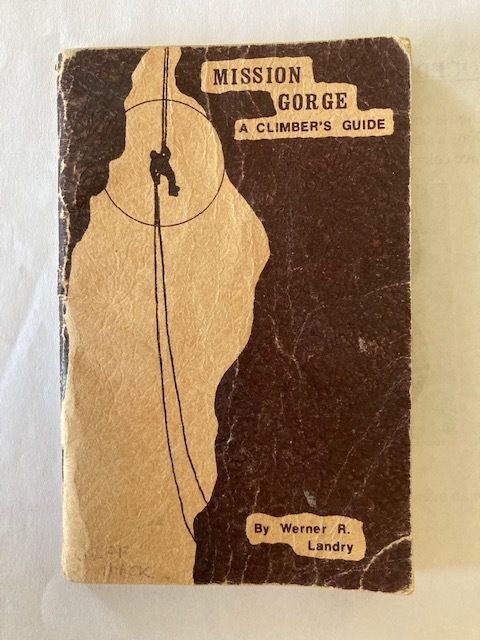 MISSION
GORGE
A CLIMBER'S GUIDE
By Werner R.
Landry